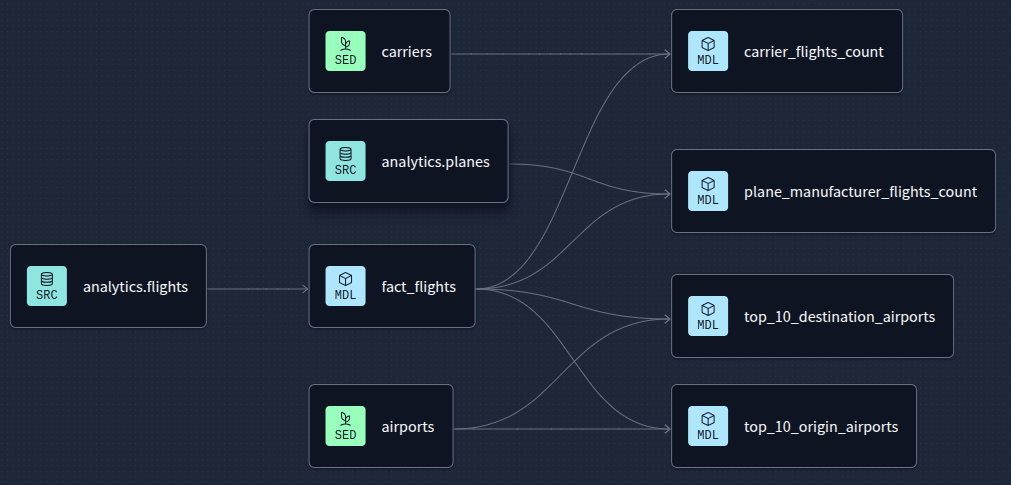 carriers
SED
carrier_flights_count
MDL
analytics.planes
SRC
plane_manufacturer_flights_count
MDL
analytics.flights
SRC
fact_flights
MDL
top_10_destination_airports
MDL
airports
SED
top_10_origin_airports
MDL